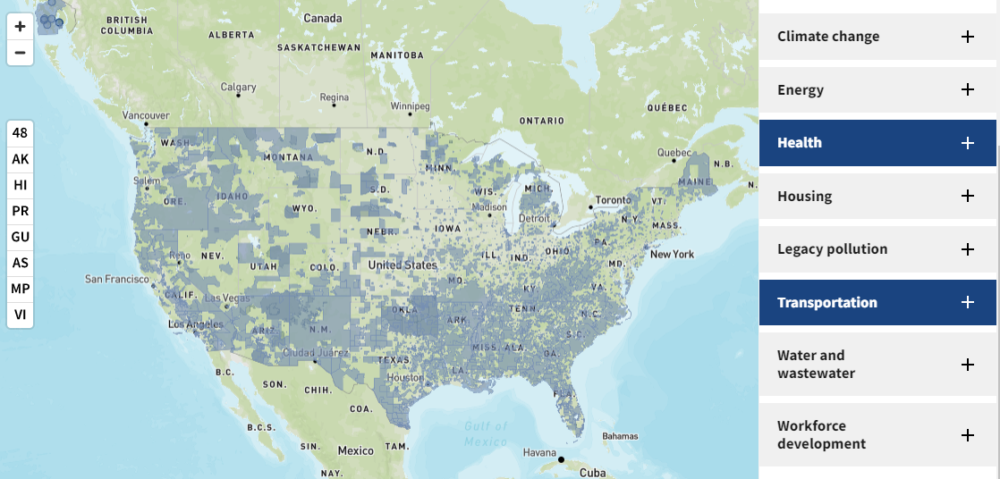 +
−
48
AK
HI
PR
GU
AS
MP
VI
Canada
BRITISH
COLUMBIA
ALBERTA
SASKATCHEWAN
MANITOBA
Calgary
Regina
Winnipeg
ONTARIO
QUÉBEC
Vancouver
Quebec
N.B.
N.
WASH.
MONTANA
N.D.
MINN.
MAINE
Salem
ORE.
IDAHO
S.D.
WIS.
MICH.
Toronto
VT.
WYO.
Madison
Detroit
N.Y.
MASS.
NEBR.
IOWA
Reno
NEV.
UTAH
COLO.
United States
ILL.
IND.
OHIO
PA.
MD.
New York
San Francisco
CALIF.
Las Vegas
MO.
KY.
VA.
OKLA.
ARK.
TENN.
N.C.
Los Angeles
ARIZ.
N.M.
S.C.
Ciudad Juárez
TEXAS
MISS.
ALA.
GA.
B.C.
Houston
LA.
SON.
CHIH.
FLA.
COA.
B.C.S.
Gulf of
Mexico
Bahamas
SIN.
Mexico
TAM.
Havana
NAY.
Cuba
Climate change +
Energy +
Health +
Housing +
Legacy pollution +
Transportation +
Water and
wastewater +
Workforce
development +